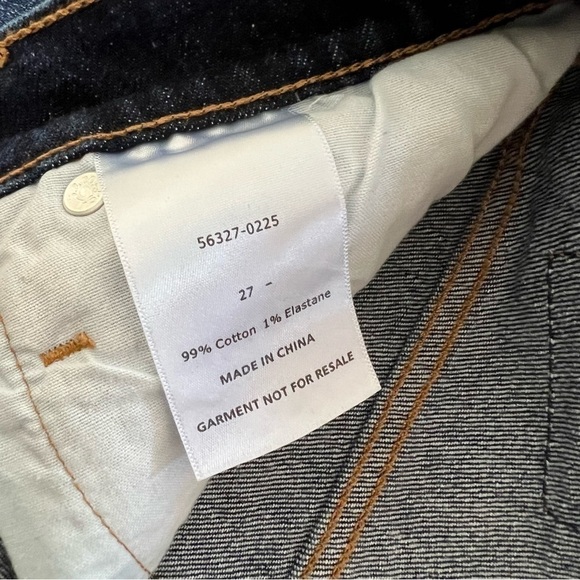 56327-0225
27 -
99% Cotton 1% Elastane
MADE IN CHINA
GARMENT NOT FOR RESALE